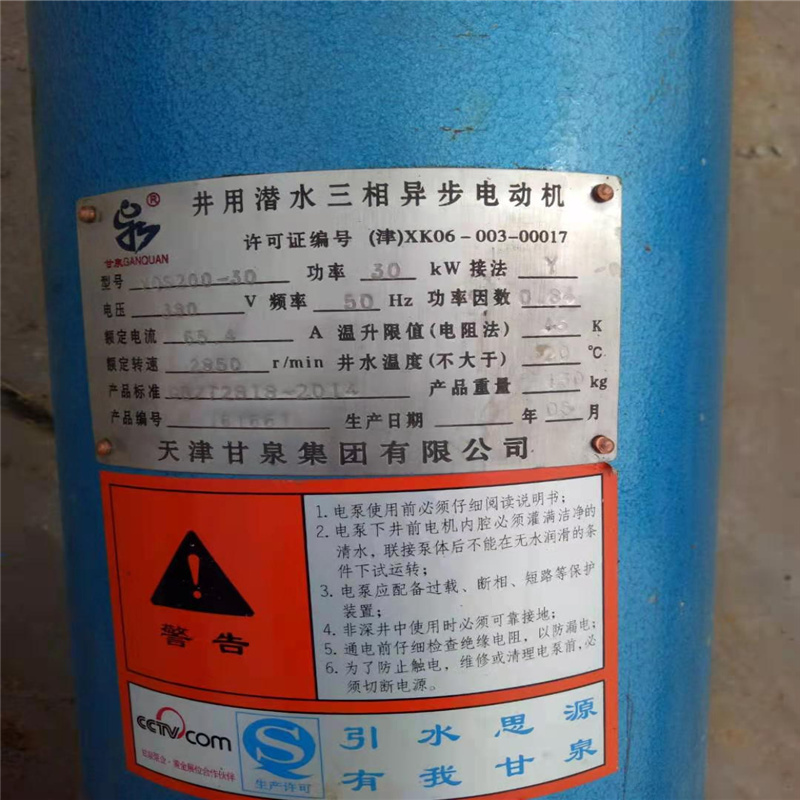 井用潜水三相异步电动机
许可证编号 (津)XK06-003-00017
®
甘泉GANQUAN
型号 YQS200-30 功率 30 kW 接法 Y
电压 380 V 频率 50 Hz 功率因数 0.84
额定电流 65.4 A 温升限值(电阻法) K
额定转速 2850 r/min 井水温度(不大于) 20 ℃
产品标准 GB/T2818-2014 产品重量 kg
产品编号 生产日期 年 05 月
天津甘泉集团有限公司
警告
1. 电泵使用前必须仔细阅读说明书;
2. 电泵下井前电机内腔必须灌满洁净的
清水,联接泵体后不能在无水润滑的条
件下试运转;
3. 电泵应配备过载、断相、短路等保护
装置;
4. 非深井中使用时必须可靠接地;
5. 通电前仔细检查绝缘电阻,以防漏电;
6. 为了防止触电,维修或清理电泵前,必
须切断电源。
CCTV.com
生产许可
引水思源
有我甘泉